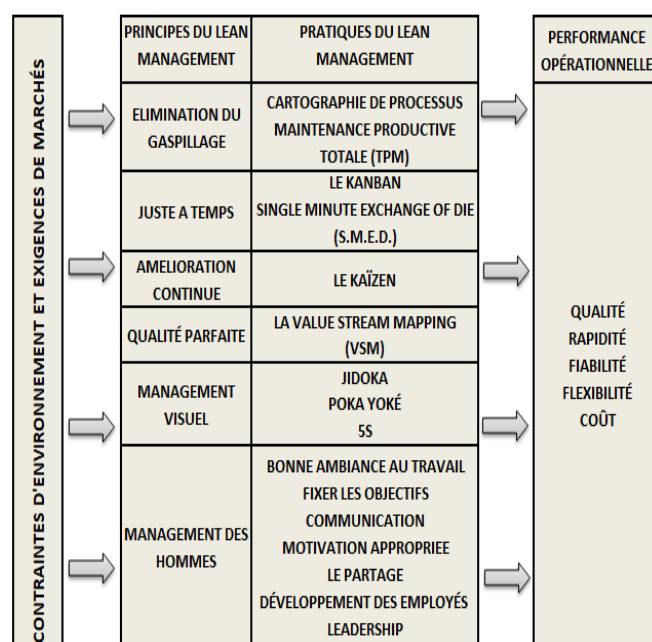 CONTRAINTES D'ENVIRONNEMENT ET EXIGENCES DE MARCHÉS
PRINCIPES DU LEAN
MANAGEMENT
PRATIQUES DU LEAN
MANAGEMENT
ELIMINATION DU
GASPILLAGE
CARTOGRAPHIE DE PROCESSUS
MAINTENANCE PRODUCTIVE
TOTALE (TPM)
JUSTE A TEMPS
LE KANBAN
SINGLE MINUTE EXCHANGE OF DIE
(S.M.E.D.)
AMELIORATION
CONTINUE
LE KAÏZEN
QUALITÉ PARFAITE
LA VALUE STREAM MAPPING
(VSM)
MANAGEMENT
VISUEL
JIDOKA
POKA YOKÉ
5S
MANAGEMENT DES
HOMMES
BONNE AMBIANCE AU TRAVAIL
FIXER LES OBJECTIFS
COMMUNICATION
MOTIVATION APPROPRIEE
LE PARTAGE
DÉVELOPPEMENT DES EMPLOYÉS
LEADERSHIP
PERFORMANCE
OPÉRATIONNELLE
QUALITÉ
RAPIDITÉ
FIABILITÉ
FLEXIBILITÉ
COÛT